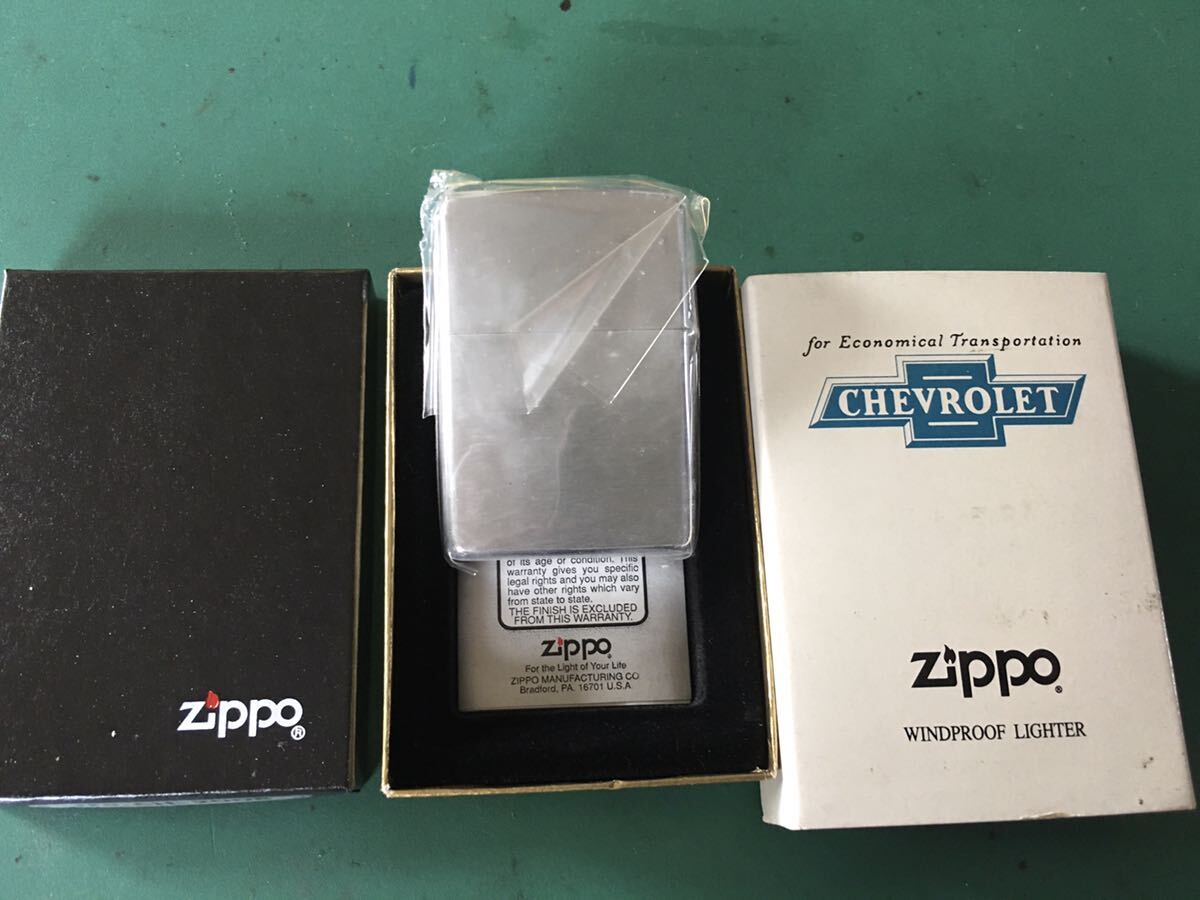 zippo®
of its age or condition. This
warranty gives you specific
legal rights and you may also
have other rights which vary
from state to state.
THE FINISH IS EXCLUDED
FROM THIS WARRANTY.
zippo®
For the Light of Your Life
ZIPPO MANUFACTURING CO
Bradford, PA. 16701 U.S.A
for Economical Transportation
CHEVROLET
zippo®
WINDPROOF LIGHTER